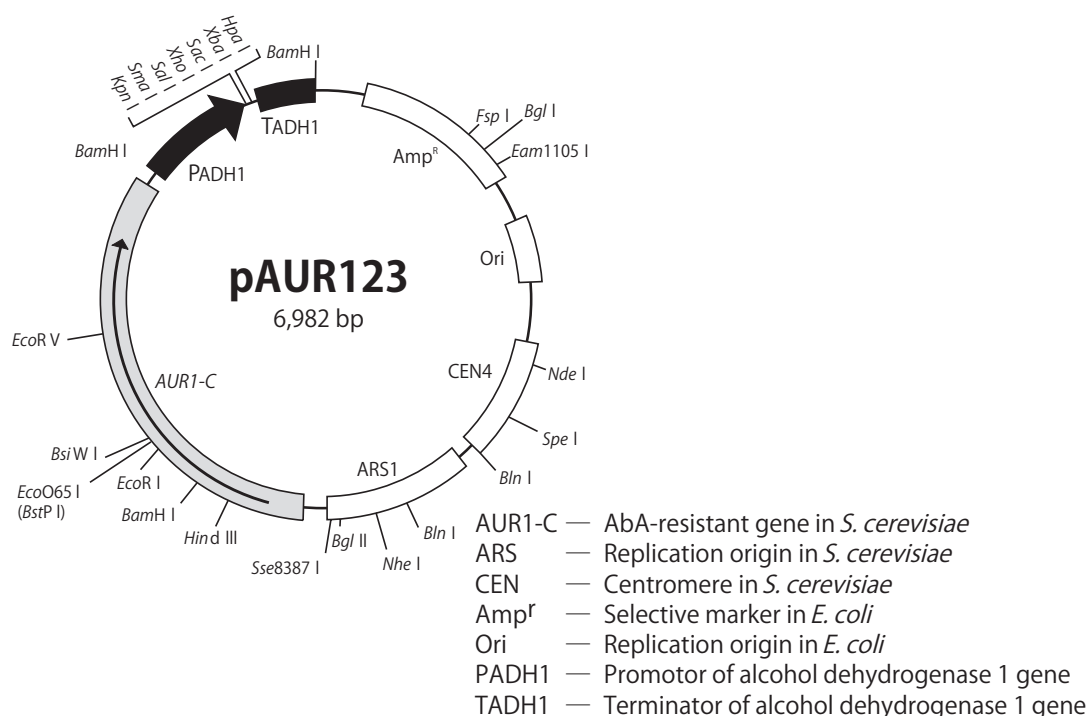 Kpn I
Sma I
Sal I
Xho I
Sac I
Xba I
Hpa I
BamH I
BamH I
PADH1
TADH1
Fsp I
Bgl I
Eam1105 I
Ampᴿ
Ori
pAUR123
6,982 bp
EcoR V
AUR1-C
CEN4
Nde I
Spe I
Bln I
BsiW I
EcoO65 I
(BstP I)
EcoR I
BamH I
Hind III
ARS1
Sse8387 I
Bgl II
Nhe I
Bln I
AUR1-C — AbA-resistant gene in S. cerevisiae
ARS — Replication origin in S. cerevisiae
CEN — Centromere in S. cerevisiae
Ampʳ — Selective marker in E. coli
Ori — Replication origin in E. coli
PADH1 — Promotor of alcohol dehydrogenase 1 gene
TADH1 — Terminator of alcohol dehydrogenase 1 gene